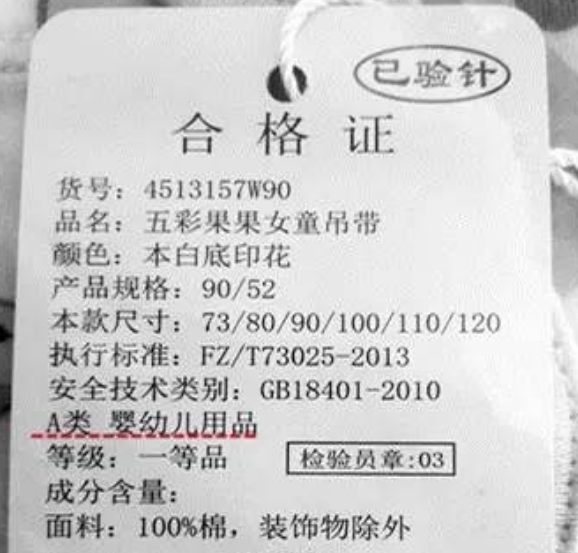 已验针
合格证
货号：4513157W90
品名：五彩果果女童吊带
颜色：本白底印花
产品规格：90/52
本款尺寸：73/80/90/100/110/120
执行标准：FZ/T73025-2013
安全技术类别：GB18401-2010
A类 婴幼儿用品
等级：一等品 检验员章:03
成分含量：
面料：100%棉，装饰物除外